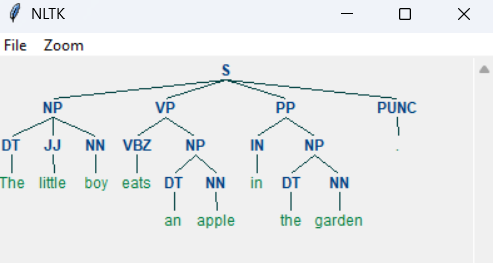 NLTK
File Zoom
S
NP VP PP PUNC
DT JJ NN VBZ NP IN NP .
The little boy eats DT NN in DT NN
an apple the garden